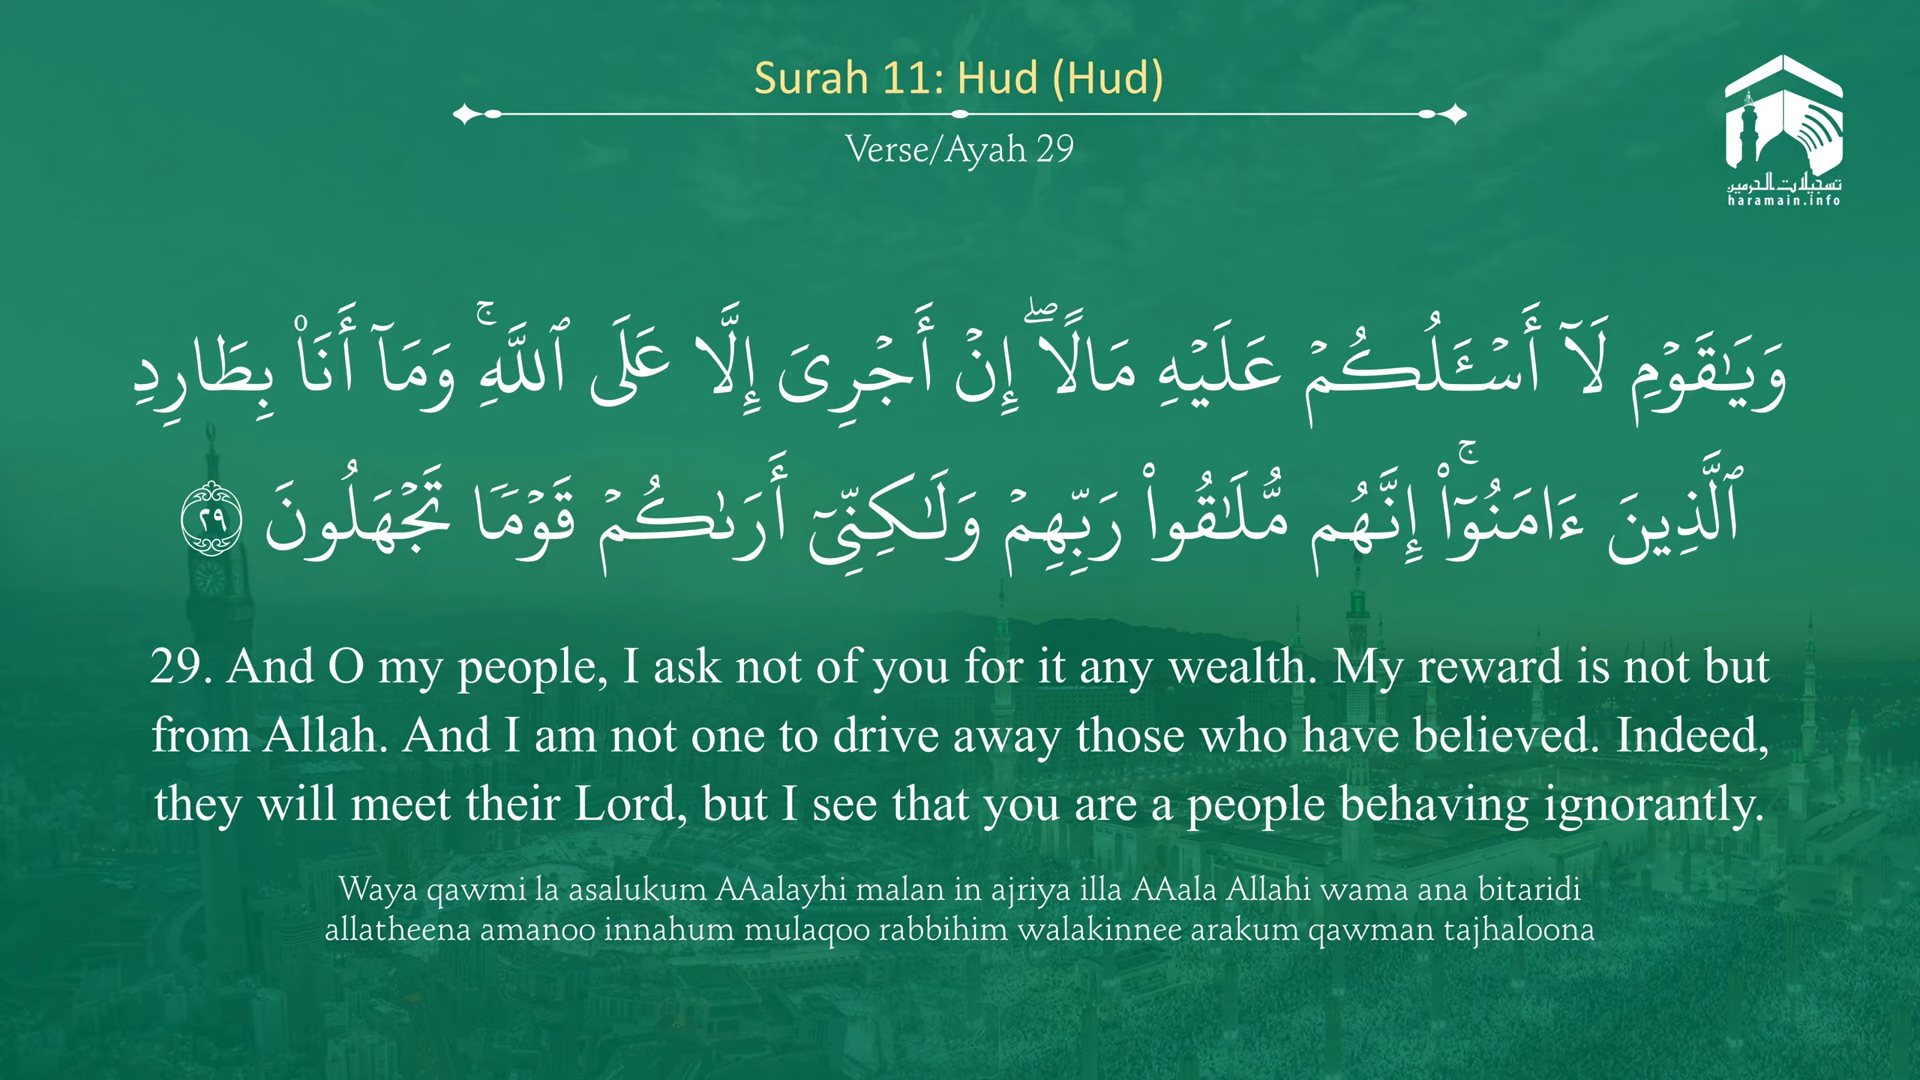 Surah 11: Hud (Hud)
Verse/Ayah 29
تسجيلات الحرمين
haramain.info
وَيَـٰقَوْمِ لَآ أَسْـَٔلُكُمْ عَلَيْهِ مَالًا ۖ إِنْ أَجْرِىَ إِلَّا عَلَى ٱللَّهِ ۚ وَمَآ أَنَا۠ بِطَارِدِ
ٱلَّذِينَ ءَامَنُوٓا۟ ۚ إِنَّهُم مُّلَـٰقُوا۟ رَبِّهِمْ وَلَـٰكِنِّىٓ أَرَىٰكُمْ قَوْمًا تَجْهَلُونَ ٢٩
29. And O my people, I ask not of you for it any wealth. My reward is not but
from Allah. And I am not one to drive away those who have believed. Indeed,
they will meet their Lord, but I see that you are a people behaving ignorantly.
Waya qawmi la asalukum AAalayhi malan in ajriya illa AAala Allahi wama ana bitaridi
allatheena amanoo innahum mulaqoo rabbihim walakinnee arakum qawman tajhaloona